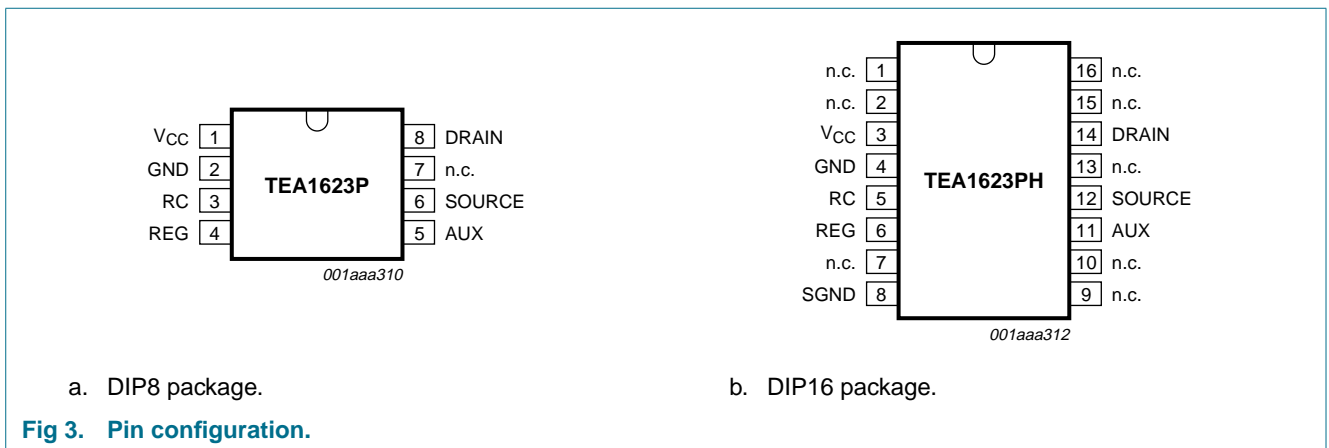 VCC 1
GND 2
RC 3
REG 4
TEA1623P
8 DRAIN
7 n.c.
6 SOURCE
5 AUX
001aaa310
n.c. 1
n.c. 2
VCC 3
GND 4
RC 5
REG 6
n.c. 7
SGND 8
TEA1623PH
16 n.c.
15 n.c.
14 DRAIN
13 n.c.
12 SOURCE
11 AUX
10 n.c.
9 n.c.
001aaa312
a. DIP8 package.
b. DIP16 package.
Fig 3. Pin configuration.